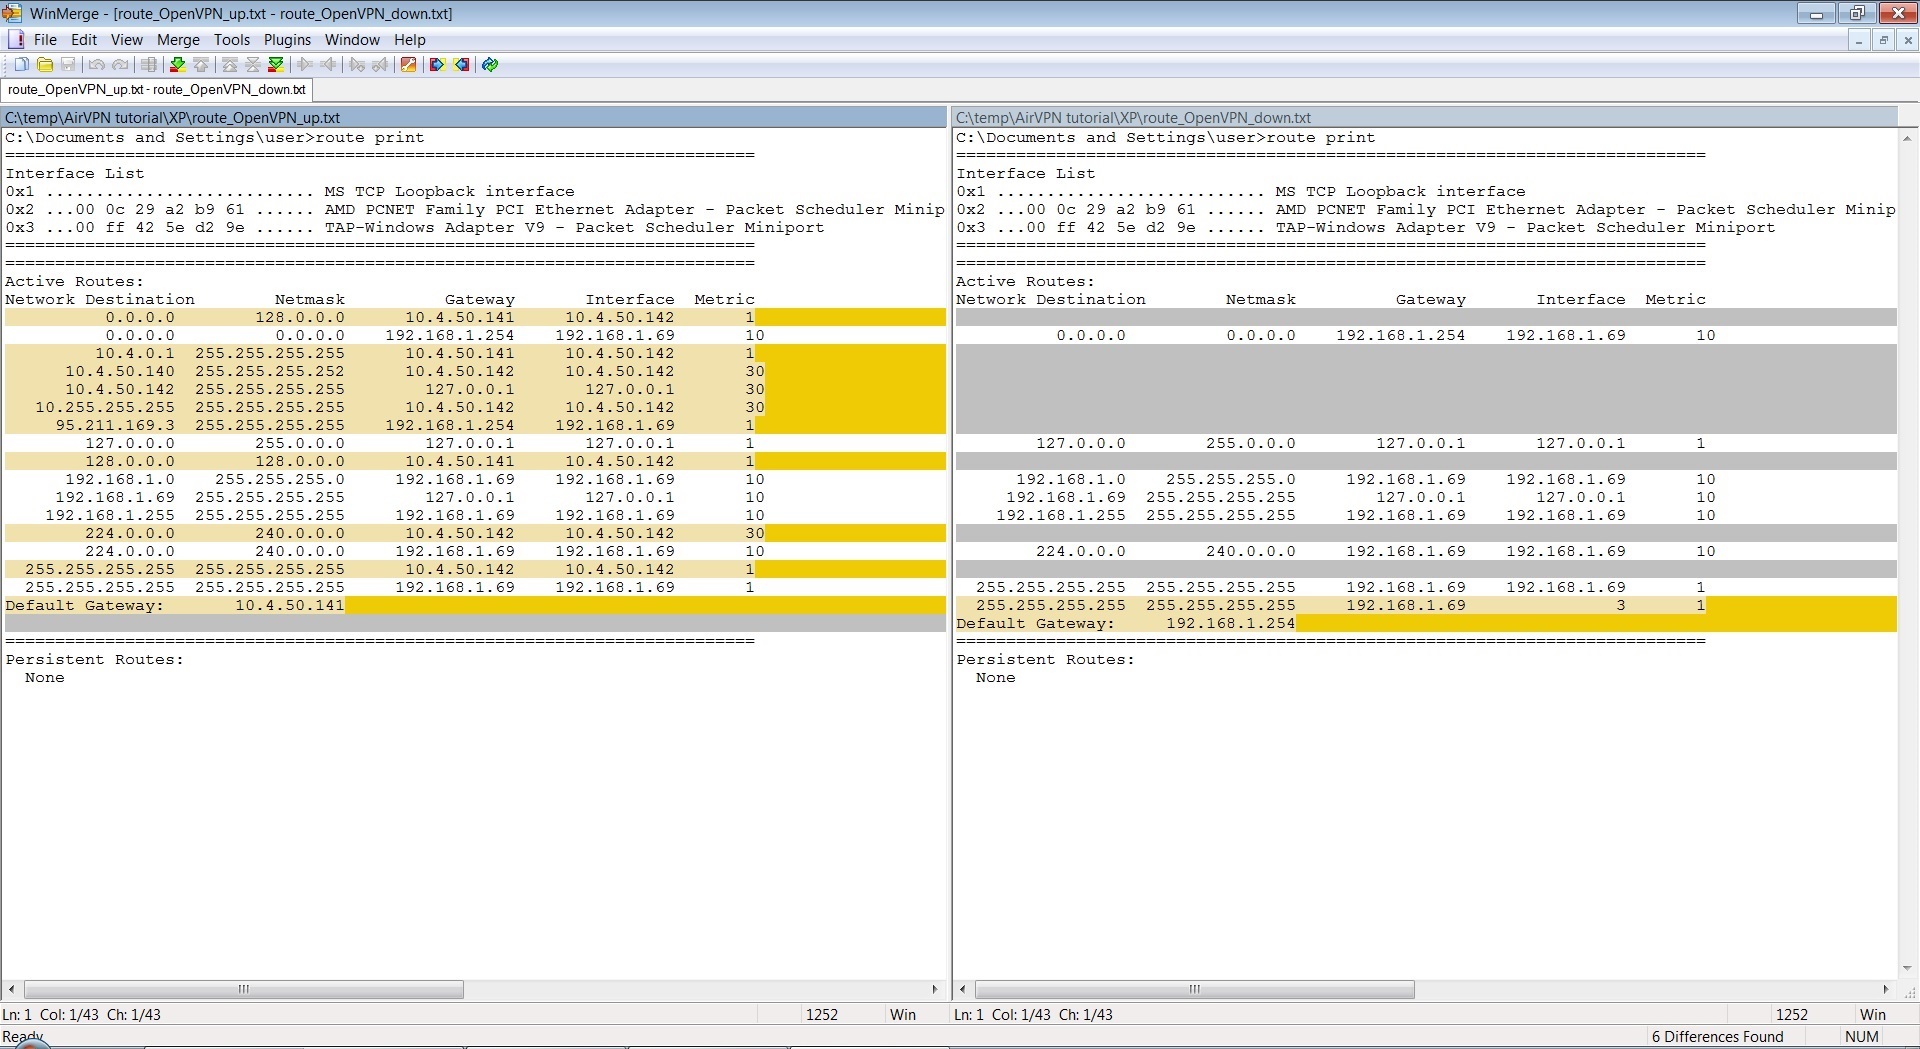 WinMerge - [route_OpenVPN_up.txt - route_OpenVPN_down.txt]
File Edit View Merge Tools Plugins Window Help
route_OpenVPN_up.txt - route_OpenVPN_down.txt
C:\temp\AirVPN tutorial\XP\route_OpenVPN_up.txt
C:\Documents and Settings\user>route print
===========================================================================
Interface List
0x1 ........................... MS TCP Loopback interface
0x2 ...00 0c 29 a2 b9 61 ...... AMD PCNET Family PCI Ethernet Adapter - Packet Scheduler Minip
0x3 ...00 ff 42 5e d2 9e ...... TAP-Windows Adapter V9 - Packet Scheduler Miniport
===========================================================================
===========================================================================
Active Routes:
Network Destination        Netmask          Gateway       Interface  Metric
0.0.0.0        128.0.0.0      10.4.50.141     10.4.50.142       1
0.0.0.0          0.0.0.0    192.168.1.254    192.168.1.69       10
10.4.0.1  255.255.255.255      10.4.50.141     10.4.50.142       1
10.4.50.140  255.255.255.252      10.4.50.142     10.4.50.142       30
10.4.50.142  255.255.255.255        127.0.0.1       127.0.0.1       30
10.255.255.255  255.255.255.255      10.4.50.142     10.4.50.142       30
95.211.169.3  255.255.255.255    192.168.1.254    192.168.1.69       1
127.0.0.0        255.0.0.0        127.0.0.1       127.0.0.1       1
128.0.0.0        128.0.0.0      10.4.50.141     10.4.50.142       1
192.168.1.0    255.255.255.0     192.168.1.69    192.168.1.69       10
192.168.1.69  255.255.255.255        127.0.0.1       127.0.0.1       10
192.168.1.255  255.255.255.255     192.168.1.69    192.168.1.69       10
224.0.0.0        240.0.0.0      10.4.50.142     10.4.50.142       30
224.0.0.0        240.0.0.0     192.168.1.69    192.168.1.69       10
255.255.255.255  255.255.255.255      10.4.50.142     10.4.50.142       1
255.255.255.255  255.255.255.255     192.168.1.69    192.168.1.69       1
Default Gateway:       10.4.50.141
===========================================================================
Persistent Routes:
None
C:\temp\AirVPN tutorial\XP\route_OpenVPN_down.txt
C:\Documents and Settings\user>route print
===========================================================================
Interface List
0x1 ........................... MS TCP Loopback interface
0x2 ...00 0c 29 a2 b9 61 ...... AMD PCNET Family PCI Ethernet Adapter - Packet Scheduler Minip
0x3 ...00 ff 42 5e d2 9e ...... TAP-Windows Adapter V9 - Packet Scheduler Miniport
===========================================================================
===========================================================================
Active Routes:
Network Destination        Netmask          Gateway       Interface  Metric
0.0.0.0          0.0.0.0    192.168.1.254    192.168.1.69       10
127.0.0.0        255.0.0.0        127.0.0.1       127.0.0.1       1
192.168.1.0    255.255.255.0     192.168.1.69    192.168.1.69       10
192.168.1.69  255.255.255.255        127.0.0.1       127.0.0.1       10
192.168.1.255  255.255.255.255     192.168.1.69    192.168.1.69       10
224.0.0.0        240.0.0.0     192.168.1.69    192.168.1.69       10
255.255.255.255  255.255.255.255     192.168.1.69    192.168.1.69       1
255.255.255.255  255.255.255.255     192.168.1.69               3       1
Default Gateway:     192.168.1.254
===========================================================================
Persistent Routes:
None
Ln: 1 Col: 1/43 Ch: 1/43 1252 Win
Ln: 1 Col: 1/43 Ch: 1/43 1252 Win
Ready 6 Differences Found NUM